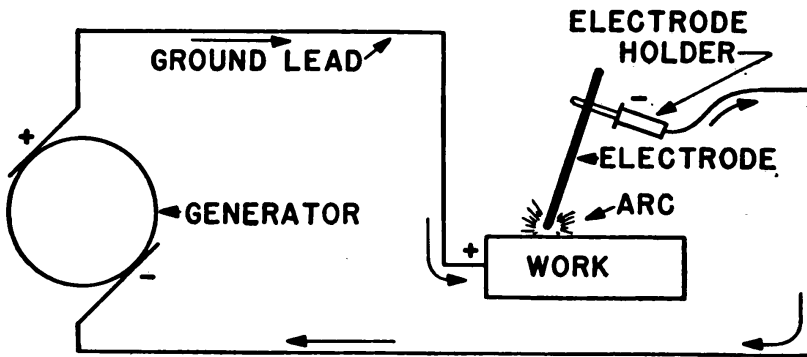 ELECTRODE
HOLDER
GROUND LEAD
-
+
ELECTRODE
GENERATOR
ARC
+
WORK
-